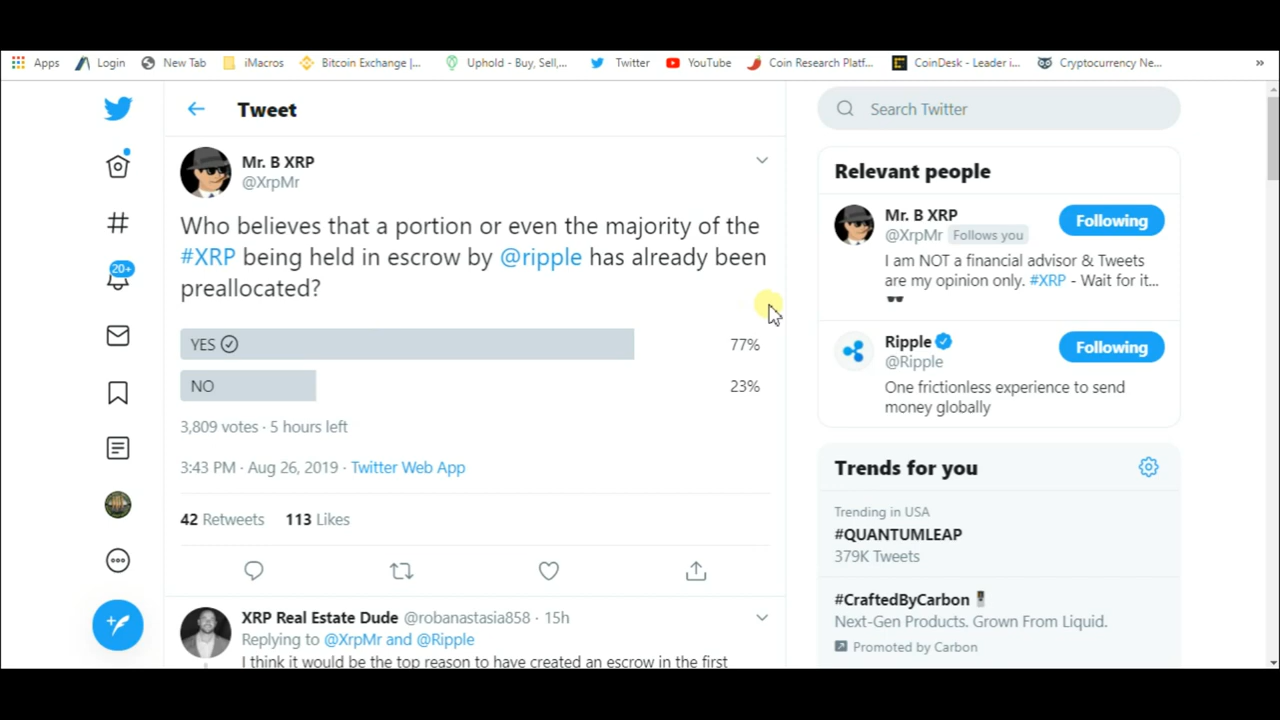 Apps Login New Tab iMacros Bitcoin Exchange |... Uphold - Buy, Sell,... Twitter YouTube Coin Research Platf... CoinDesk - Leader i... Cryptocurrency Ne... »
Tweet
Search Twitter
Mr. B XRP
@XrpMr
Who believes that a portion or even the majority of the
#XRP being held in escrow by @ripple has already been
preallocated?
YES 77%
NO 23%
3,809 votes · 5 hours left
3:43 PM · Aug 26, 2019 · Twitter Web App
42 Retweets 113 Likes
XRP Real Estate Dude @robanastasia858 · 15h
Replying to @XrpMr and @Ripple
I think it would be the top reason to have created an escrow in the first
20+
Relevant people
Mr. B XRP
@XrpMr Follows you
Following
I am NOT a financial advisor & Tweets
are my opinion only. #XRP - Wait for it...
Ripple
@Ripple
Following
One frictionless experience to send
money globally
Trends for you
Trending in USA
#QUANTUMLEAP
379K Tweets
#CraftedByCarbon
Next-Gen Products. Grown From Liquid.
Promoted by Carbon